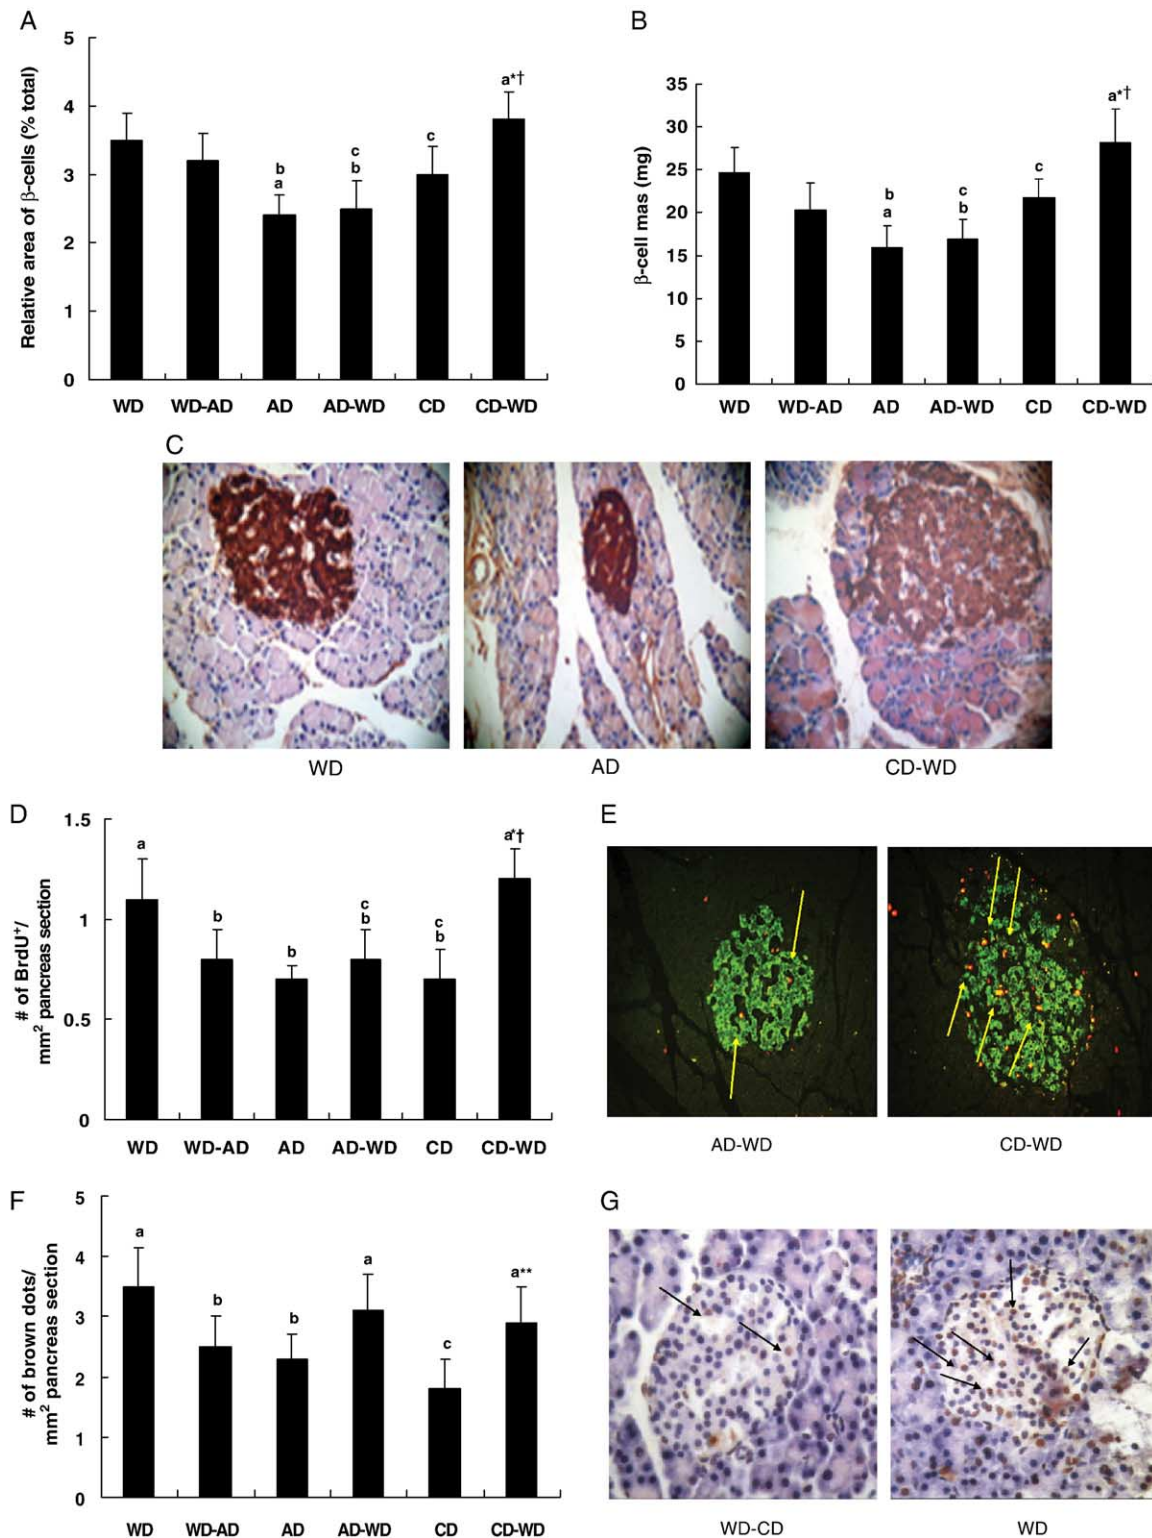 A
Relative area of β-cells (% total)
5
4
3
2
1
0
b
a
c
b
c
a*†
WD WD-AD AD AD-WD CD CD-WD
B
β-cell mas (mg)
35
30
25
20
15
10
5
0
b
a
c
b
c
a*†
WD WD-AD AD AD-WD CD CD-WD
C
WD AD CD-WD
D
# of BrdU⁺/
mm² pancreas section
1.5
1
0.5
0
a
b
b
c
b
c
b
a*†
WD WD-AD AD AD-WD CD CD-WD
E
AD-WD CD-WD
F
# of brown dots/
mm² pancreas section
5
4
3
2
1
0
a
b
b
a
c
a**
WD WD-AD AD AD-WD CD CD-WD
G
WD-CD WD